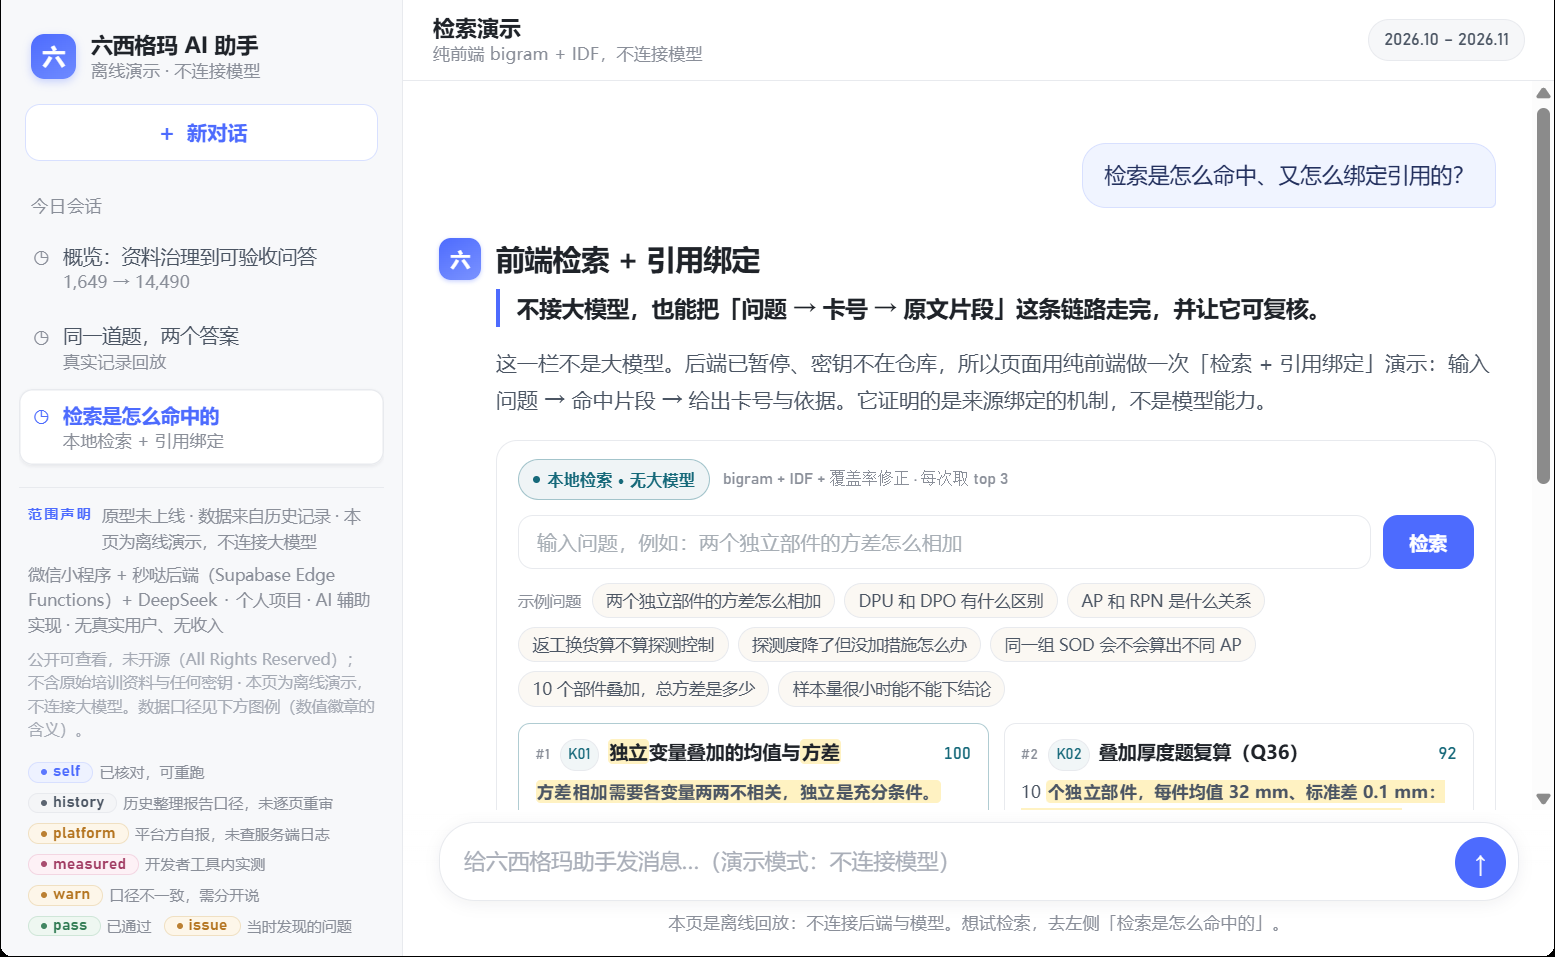 六
六西格玛 AI 助手
离线演示 · 不连接模型
+ 新对话
今日会话
概览：资料治理到可验收问答
1,649 → 14,490
同一道题，两个答案
真实记录回放
检索是怎么命中的
本地检索 + 引用绑定
范围声明 原型未上线 · 数据来自历史记录 · 本
页为离线演示，不连接大模型
微信小程序 + 秒哒后端（Supabase Edge
Functions）+ DeepSeek · 个人项目 · AI 辅助
实现 · 无真实用户、无收入
公开可查看，未开源（All Rights Reserved）；
不含原始培训资料与任何密钥 · 本页为离线演示，
不连接大模型。数据口径见下方图例（数值徽章的
含义）。
• self 已核对，可重跑
• history 历史整理报告口径，未逐页重审
• platform 平台方自报，未查服务端日志
• measured 开发者工具内实测
• warn 口径不一致，需分开说
• pass 已通过 • issue 当时发现的问题
检索演示
纯前端 bigram + IDF，不连接模型
2026.10 – 2026.11
检索是怎么命中、又怎么绑定引用的？
六
前端检索 + 引用绑定
不接大模型，也能把「问题 → 卡号 → 原文片段」这条链路走完，并让它可复核。
这一栏不是大模型。后端已暂停、密钥不在仓库，所以页面用纯前端做一次「检索 + 引用绑定」演示：输入
问题 → 命中片段 → 给出卡号与依据。它证明的是来源绑定的机制，不是模型能力。
• 本地检索 • 无大模型 bigram + IDF + 覆盖率修正 · 每次取 top 3
输入问题，例如：两个独立部件的方差怎么相加
检索
示例问题 两个独立部件的方差怎么相加 DPU 和 DPO 有什么区别 AP 和 RPN 是什么关系
返工换货算不算探测控制 探测度降了但没加措施怎么办 同一组 SOD 会不会算出不同 AP
10 个部件叠加，总方差是多少 样本量很小时能不能下结论
#1 K01 独立变量叠加的均值与方差 100
方差相加需要各变量两两不相关，独立是充分条件。
#2 K02 叠加厚度题复算（Q36） 92
10 个独立部件，每件均值 32 mm、标准差 0.1 mm：
给六西格玛助手发消息...（演示模式：不连接模型）
↑
本页是离线回放：不连接后端与模型。想试检索，去左侧「检索是怎么命中的」。